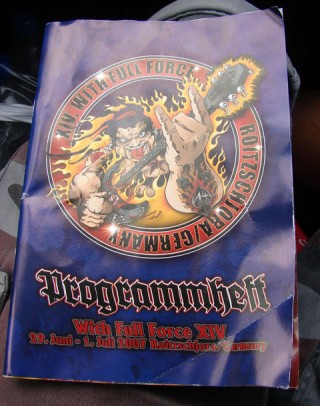 XIV. WITH FULL FORCE
ROITZSCHJORA/GERMANY
Programmheft
With Full Force XIV
29. Juni - 1. Juli 2007 Roitzschjora/Germany